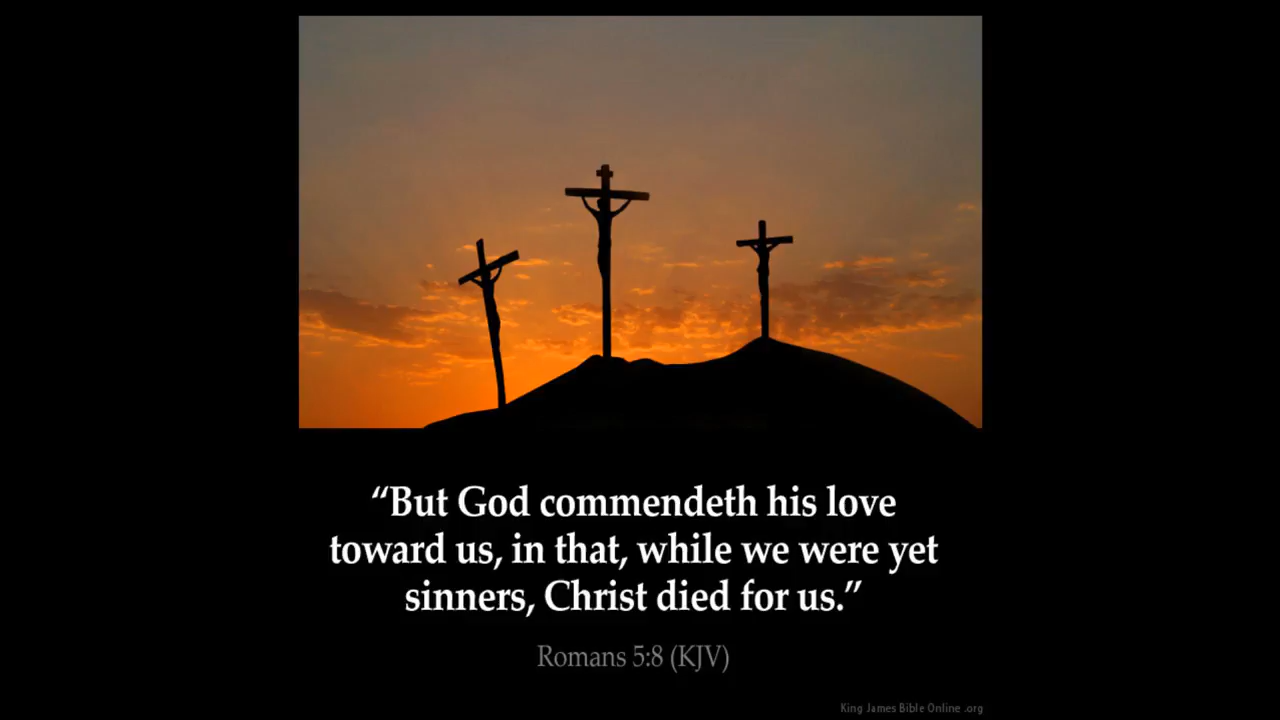 “But God commendeth his love
toward us, in that, while we were yet
sinners, Christ died for us.”
Romans 5:8 (KJV)
King James Bible Online .org